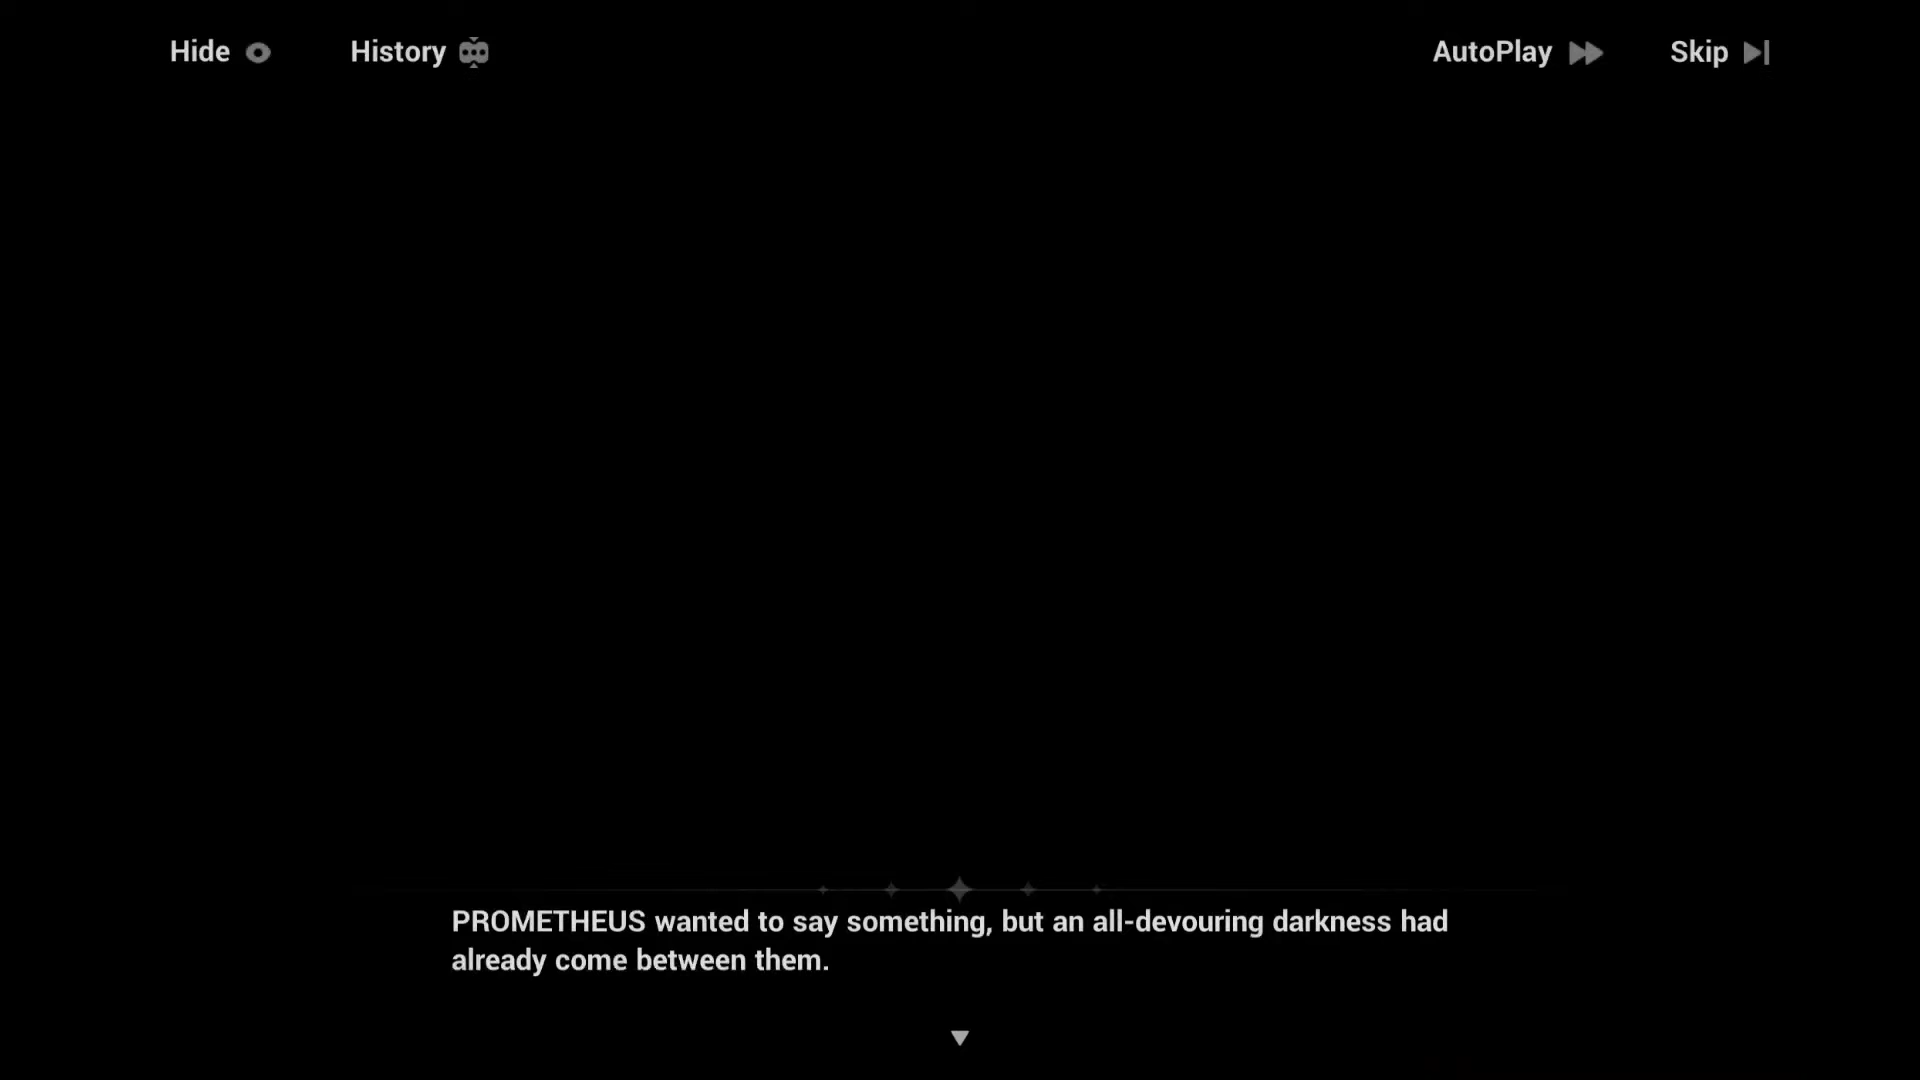 Hide
History
AutoPlay
Skip
PROMETHEUS wanted to say something, but an all-devouring darkness had
already come between them.